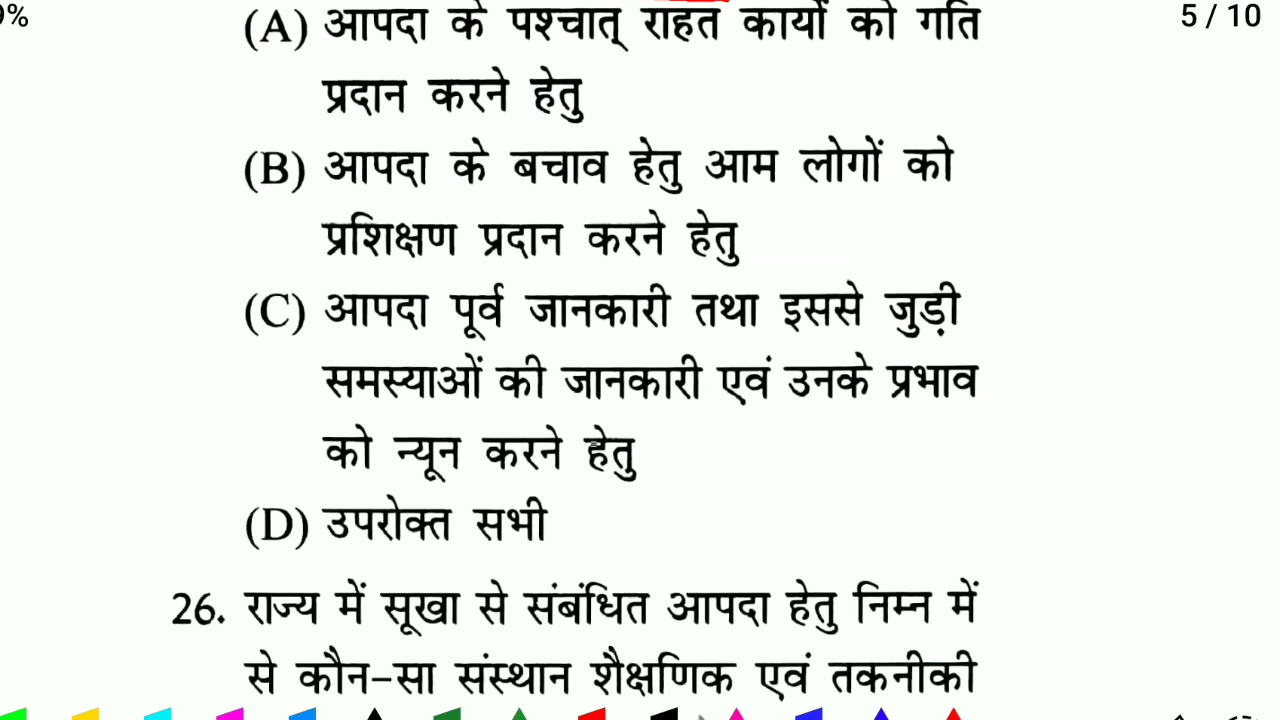 9%
5 / 10
(A) आपदा के पश्चात् राहत कार्यों को गति
प्रदान करने हेतु
(B) आपदा के बचाव हेतु आम लोगों को
प्रशिक्षण प्रदान करने हेतु
(C) आपदा पूर्व जानकारी तथा इससे जुड़ी
समस्याओं की जानकारी एवं उनके प्रभाव
को न्यून करने हेतु
(D) उपरोक्त सभी
26. राज्य में सूखा से संबंधित आपदा हेतु निम्न में
से कौन-सा संस्थान शैक्षणिक एवं तकनीकी